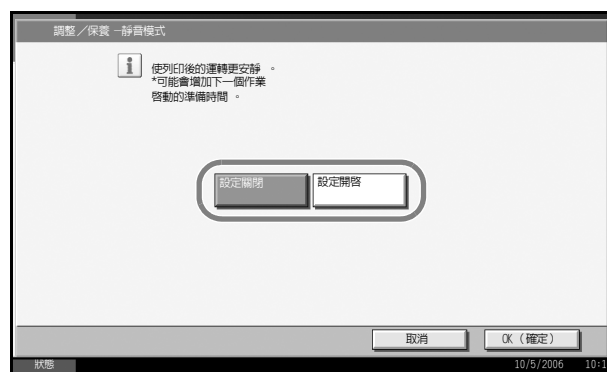 調整／保養 –靜音模式
使列印後的運轉更安靜 。
*可能會增加下一個作業
啓動的準備時間 。
設定關閉
設定開啓
取消
OK（確定）
狀態
10/5/2006 10:1